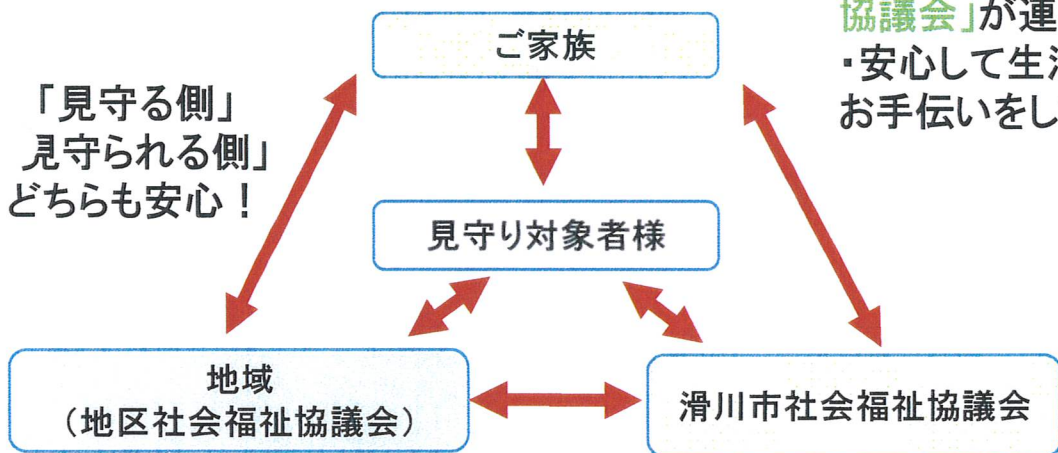 協議会」が連
・安心して生活
お手伝いをし
ご家族
「見守る側」
見守られる側」
どちらも安心！
見守り対象者様
地域
（地区社会福祉協議会）
滑川市社会福祉協議会